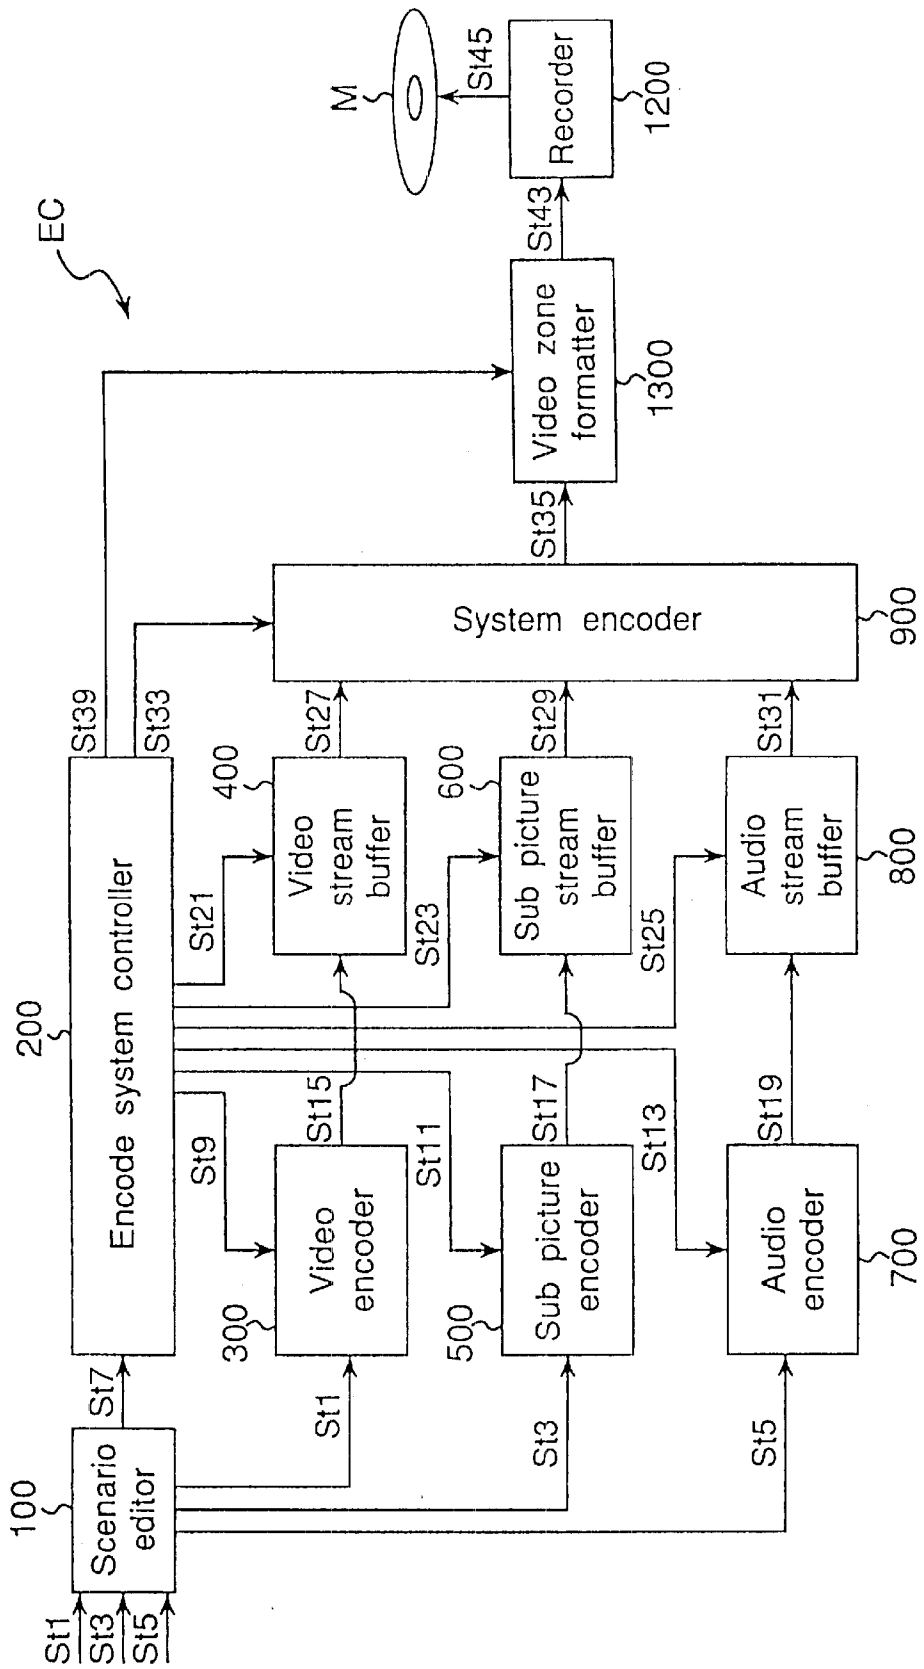 EC
100
Scenario
editor
St1
St3
St5
St7
200
Encode system controller
St39
St33
St9
St21
St11
St23
St13
St25
St1
St3
St5
300
Video
encoder
St15
400
Video
stream
buffer
St27
500
Sub picture
encoder
St17
600
Sub picture
stream
buffer
St29
Audio
encoder
700
St19
Audio
stream
buffer
800
St31
System encoder
900
St35
Video zone
formatter
1300
St43
Recorder
1200
St45
M